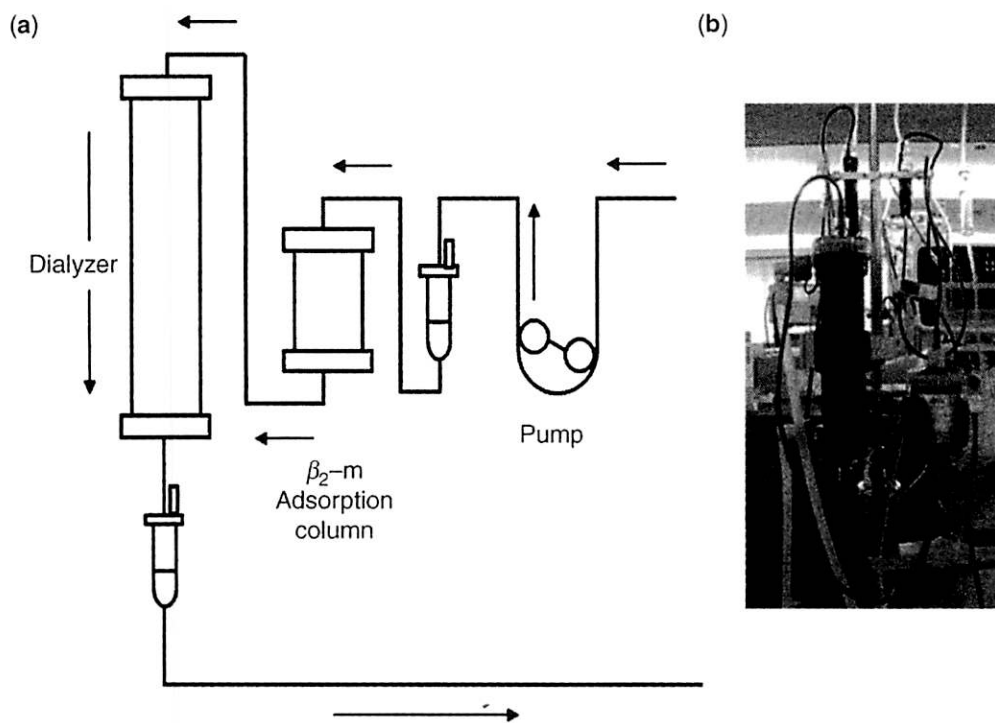 (a)
(b)
Dialyzer
Pump
β₂–m
Adsorption
column